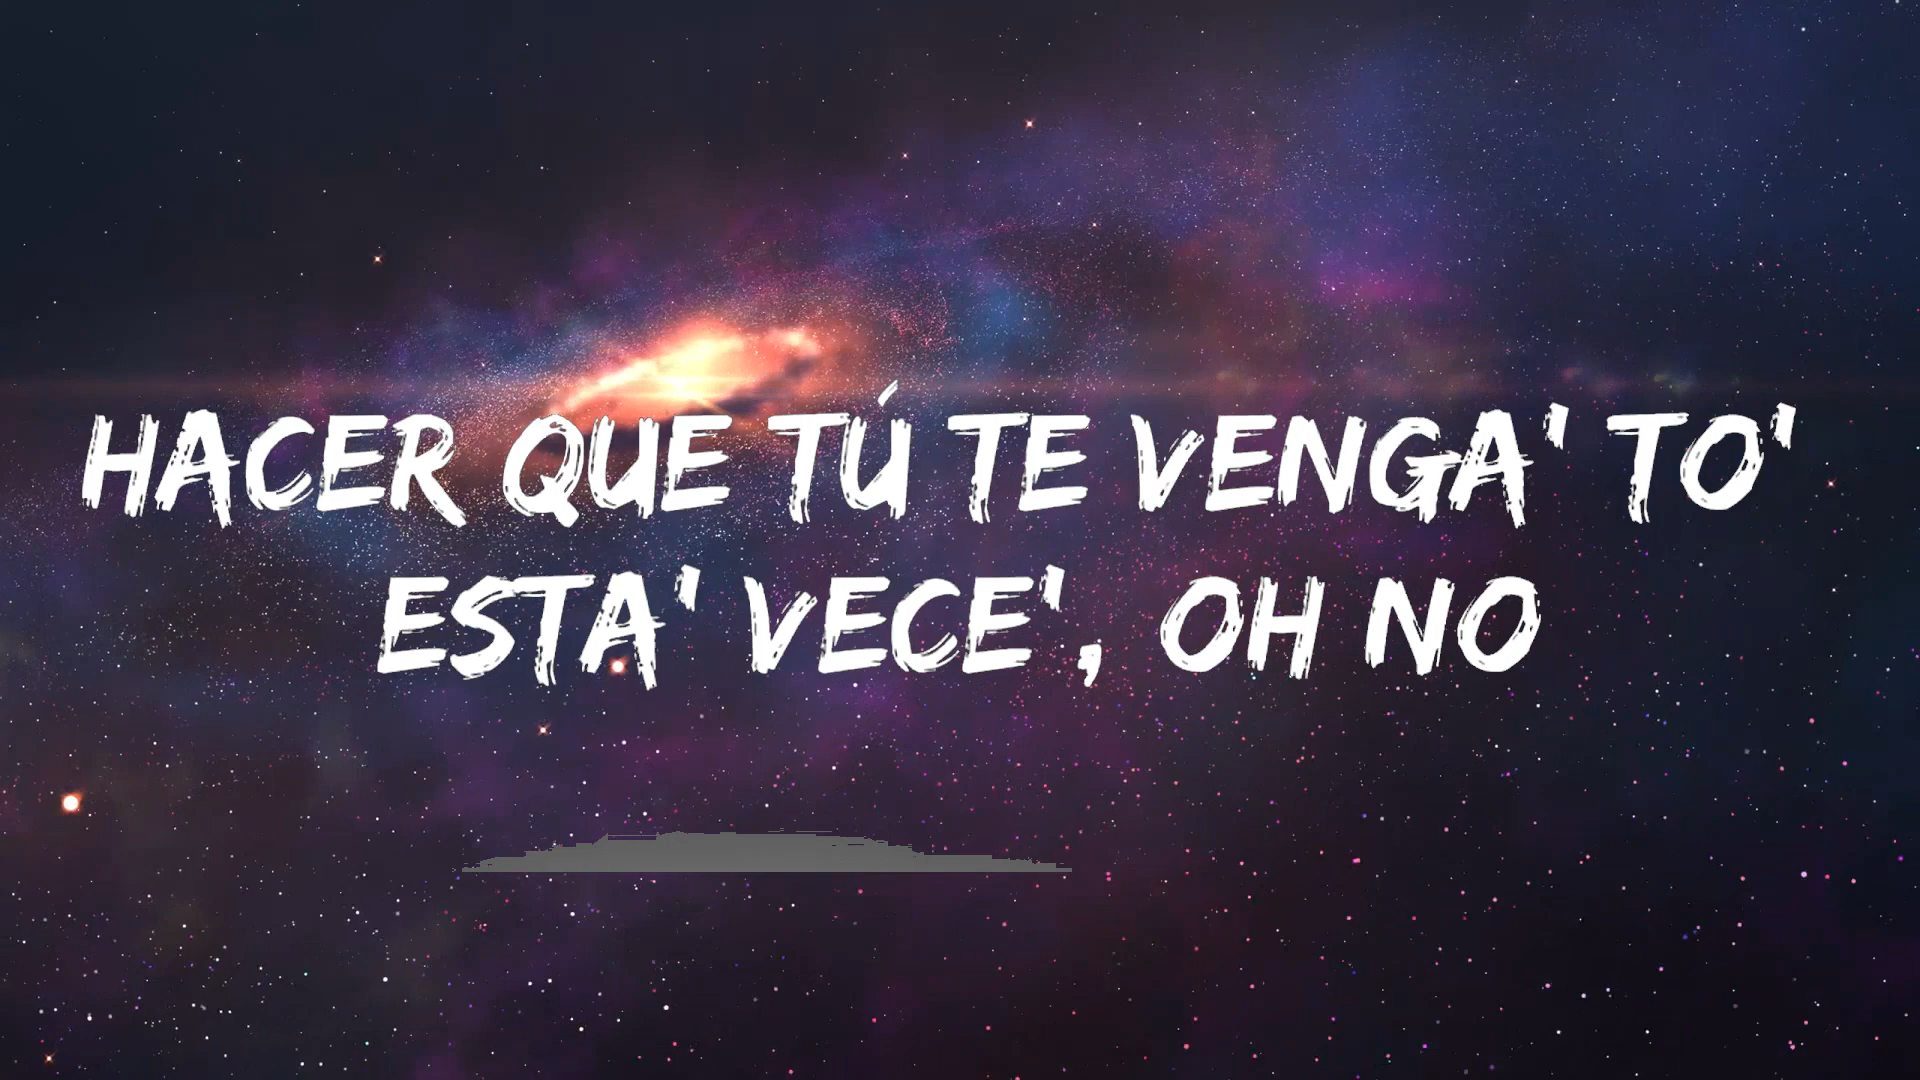 HACER QUE TÚ TE VENGA' TO'
ESTA' VECE', OH NO